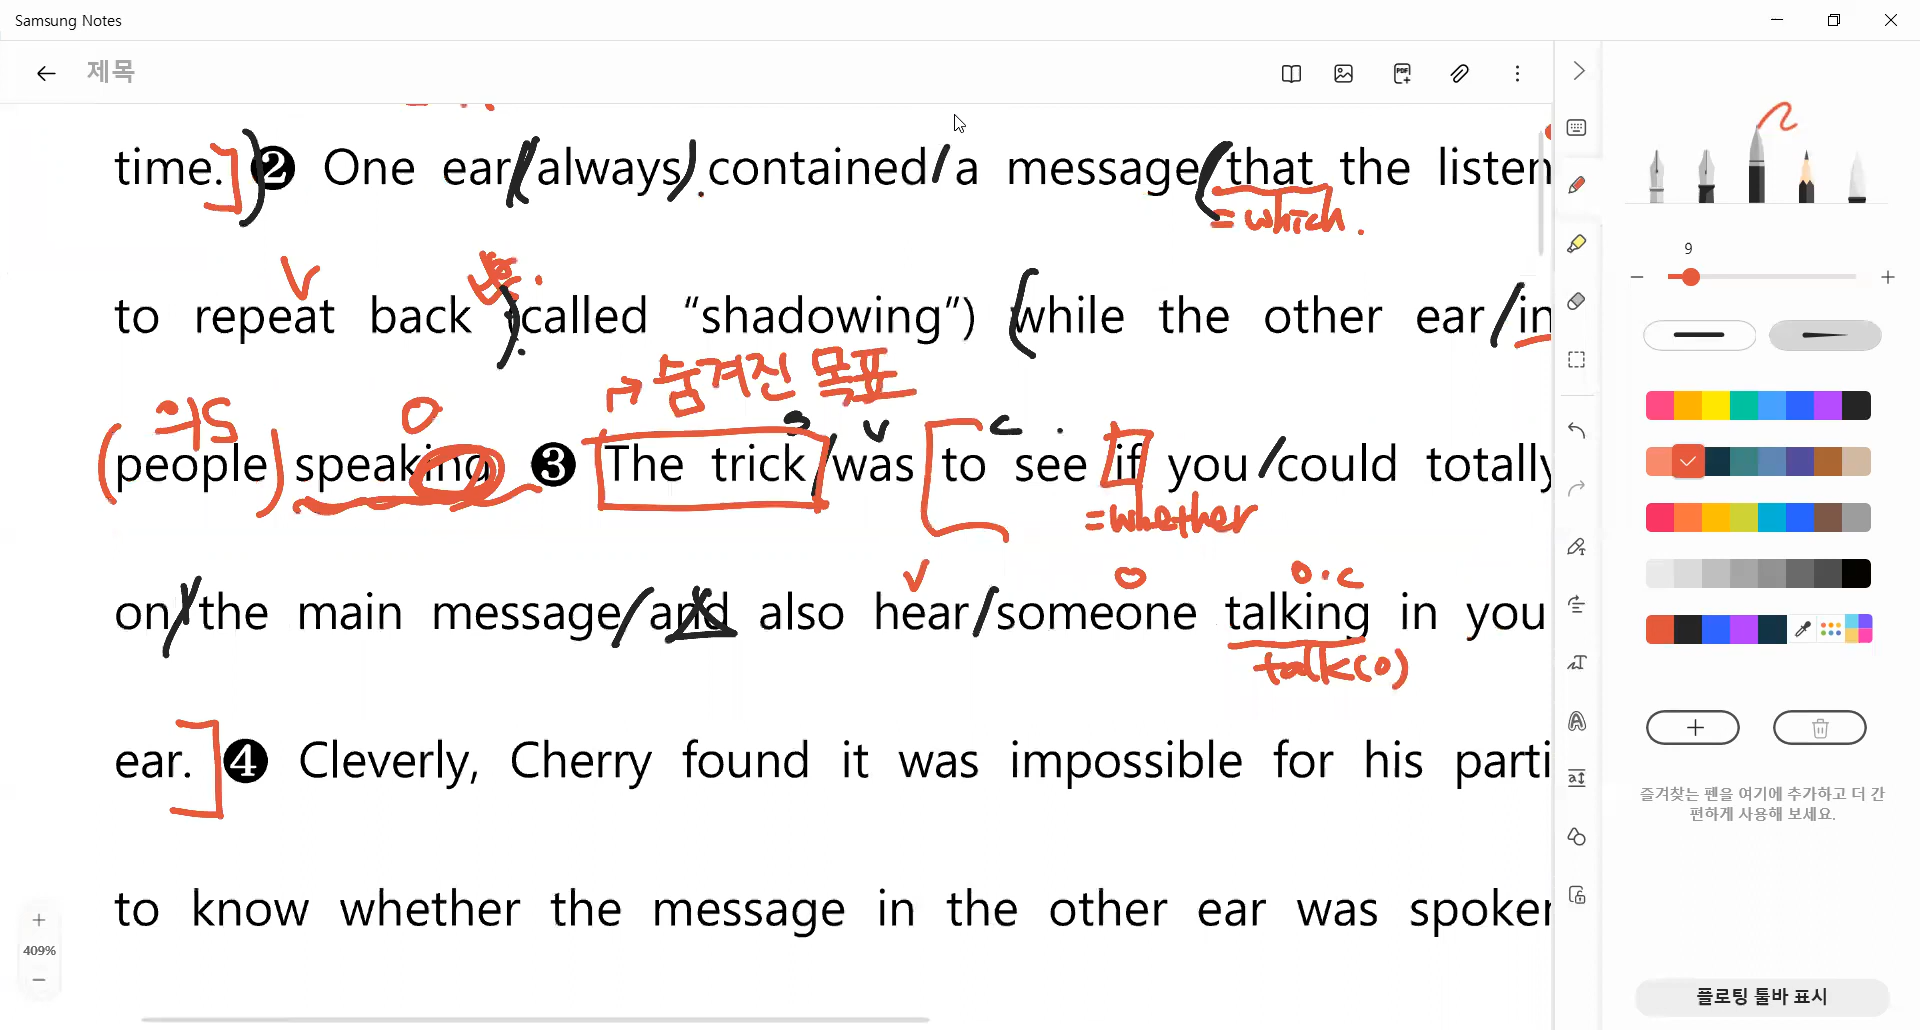 Samsung Notes
제목
time.] ❷ One ear always contained a message that the listen
= which.
V
to repeat back (called “shadowing”) while the other ear in
→ 숨겨진 목표
의S O S V C
(people) speaking ❸ The trick was to see if you could totally
= whether
V O O.C
on the main message and also hear someone talking in you
talk(O)
ear.] ❹ Cleverly, Cherry found it was impossible for his parti
to know whether the message in the other ear was spoken
9
409%
즐겨찾는 펜을 여기에 추가하고 더 간
편하게 사용해 보세요.
플로팅 툴바 표시